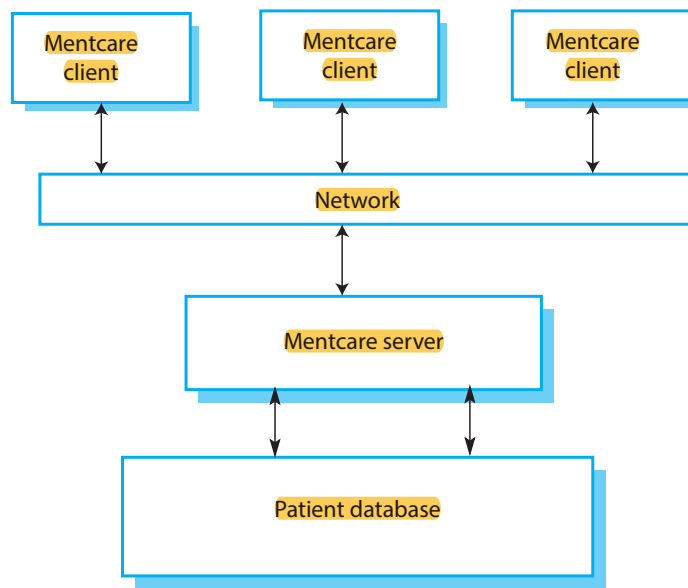 Mentcare
client
Mentcare
client
Mentcare
client
Network
Mentcare server
Patient database